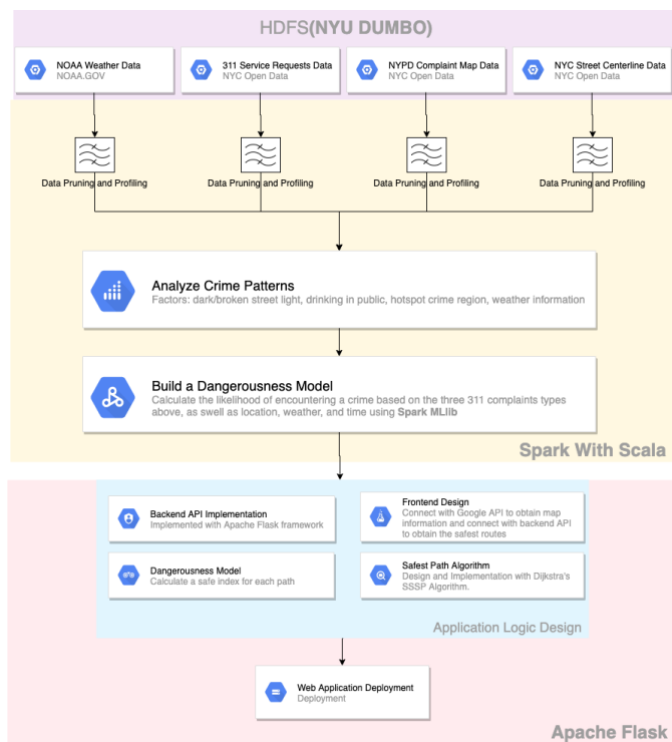 HDFS(NYU DUMBO)
NOAA Weather Data
NOAA.GOV
311 Service Requests Data
NYC Open Data
NYPD Complaint Map Data
NYC Open Data
NYC Street Centerline Data
NYC Open Data
Data Pruning and Profiling
Data Pruning and Profiling
Data Pruning and Profiling
Data Pruning and Profiling
Analyze Crime Patterns
Factors: dark/broken street light, drinking in public, hotspot crime region, weather information
Build a Dangerousness Model
Calculate the likelihood of encountering a crime based on the three 311 complaints types
above, as swell as location, weather, and time using Spark MLlib
Spark With Scala
Backend API Implementation
Implemented with Apache Flask framework
Frontend Design
Connect with Google API to obtain map
information and connect with backend API
to obtain the safest routes
Dangerousness Model
Calculate a safe index for each path
Safest Path Algorithm
Design and Implementation with Dijkstra's
SSSP Algorithm.
Application Logic Design
Web Application Deployment
Deployment
Apache Flask